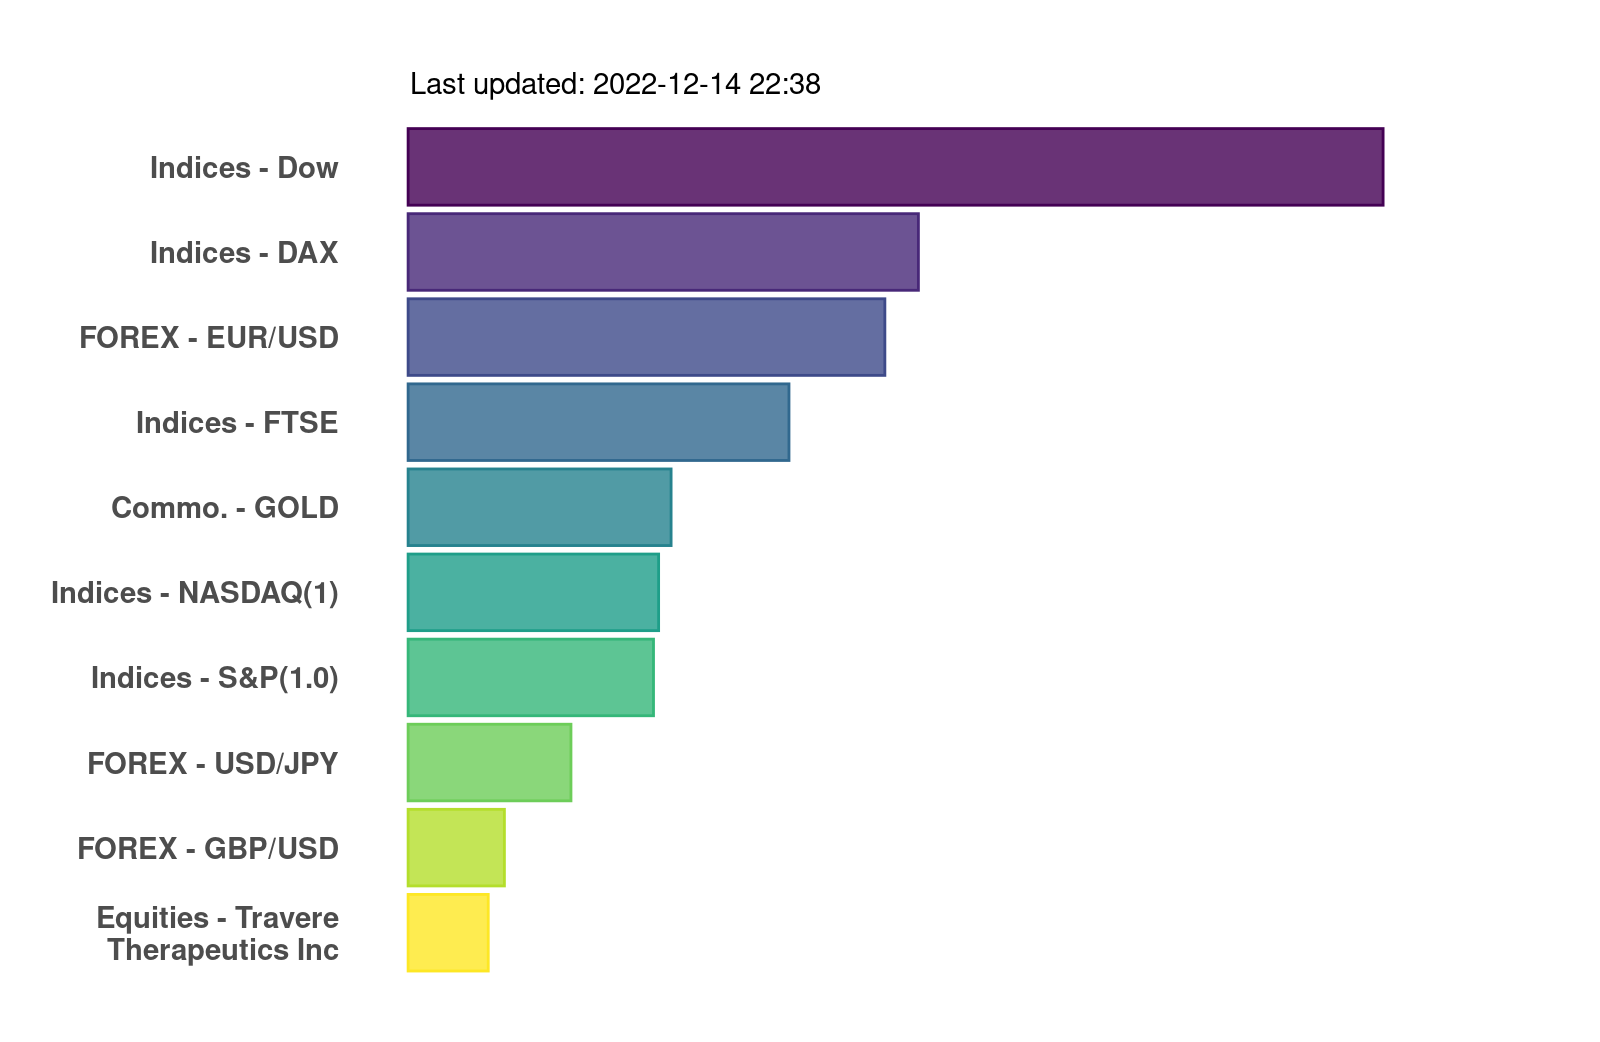 Last updated: 2022-12-14 22:38
Indices - Dow
Indices - DAX
FOREX - EUR/USD
Indices - FTSE
Commo. - GOLD
Indices - NASDAQ(1)
Indices - S&P(1.0)
FOREX - USD/JPY
FOREX - GBP/USD
Equities - Travere
Therapeutics Inc